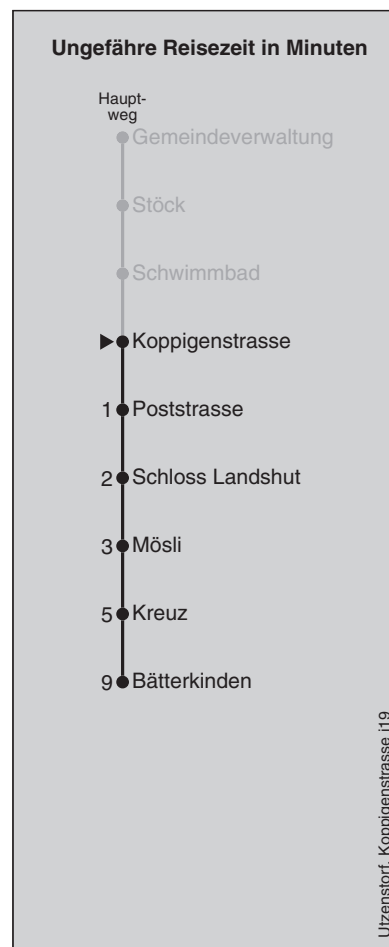 Ungefähre Reisezeit in Minuten
Haupt-
weg
Gemeindeverwaltung
Stöck
Schwimmbad
Koppigenstrasse
1 Poststrasse
2 Schloss Landshut
3 Mösli
5 Kreuz
9 Bätterkinden
Utzenstorf, Koppigenstrasse j19